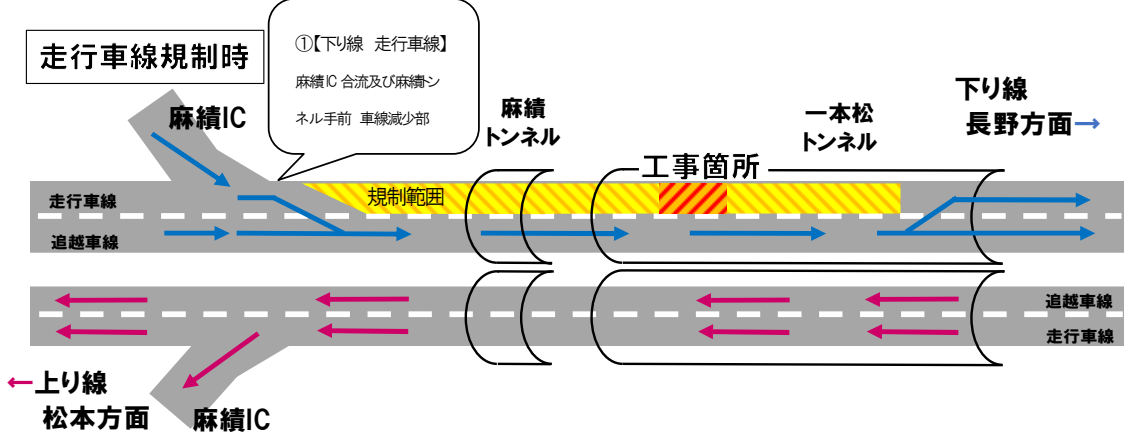 走行車線規制時
①【下り線 走行車線】
麻績IC合流及び麻績トン
ネル手前 車線減少部
麻績IC
麻績
トンネル
一本松
トンネル
下り線
長野方面→
工事箇所
規制範囲
走行車線
追越車線
追越車線
走行車線
←上り線
松本方面
麻績IC